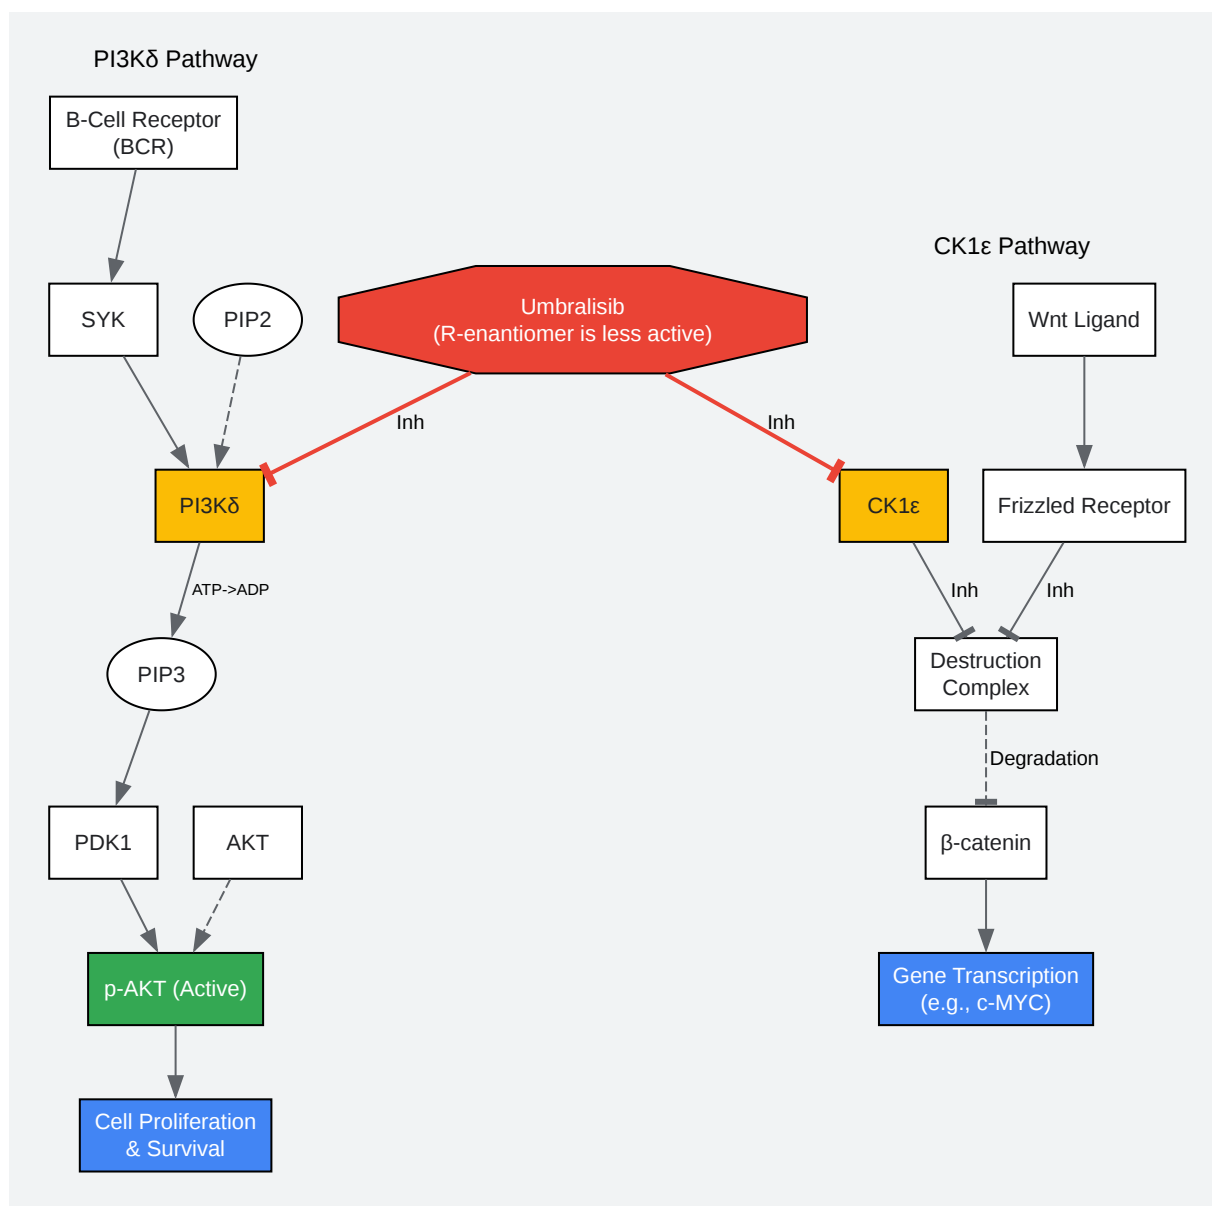 PI3Kδ Pathway
B-Cell Receptor
(BCR)
SYK
PIP2
Umbralisib
(R-enantiomer is less active)
CK1ε Pathway
Wnt Ligand
Inh
Inh
PI3Kδ
CK1ε
Frizzled Receptor
ATP->ADP
Inh
Inh
PIP3
Destruction
Complex
Degradation
PDK1
AKT
β-catenin
p-AKT (Active)
Gene Transcription
(e.g., c-MYC)
Cell Proliferation
& Survival